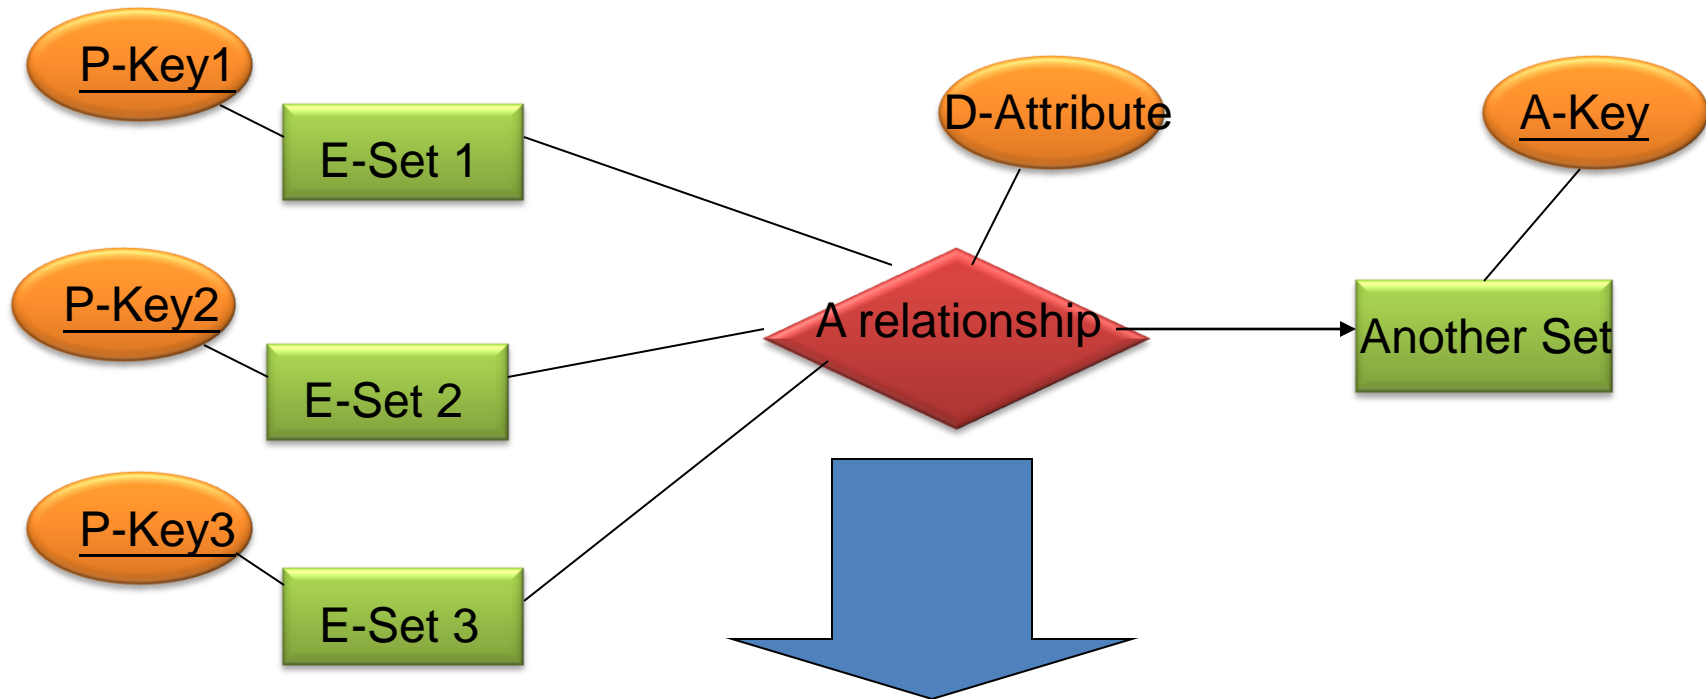 P-Key1
E-Set 1
D-Attribute
A-Key
P-Key2
E-Set 2
A relationship
Another Set
P-Key3
E-Set 3